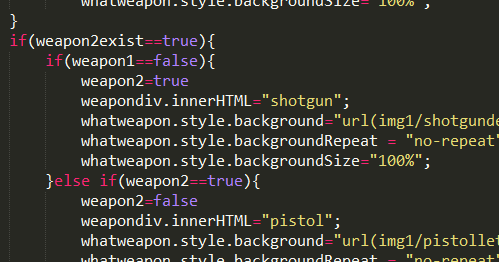 whatweapon.style.backgroundSize="100%";
}
if(weapon2exist==true){
if(weapon1==false){
weapon2=true
weapondiv.innerHTML="shotgun";
whatweapon.style.background="url(img1/shotgunde
whatweapon.style.backgroundRepeat = "no-repeat"
whatweapon.style.backgroundSize="100%";
}else if(weapon2==true){
weapon2=false
weapondiv.innerHTML="pistol";
whatweapon.style.background="url(img1/pistollet
whatweapon.style.backgroundRepeat = "no-repeat"